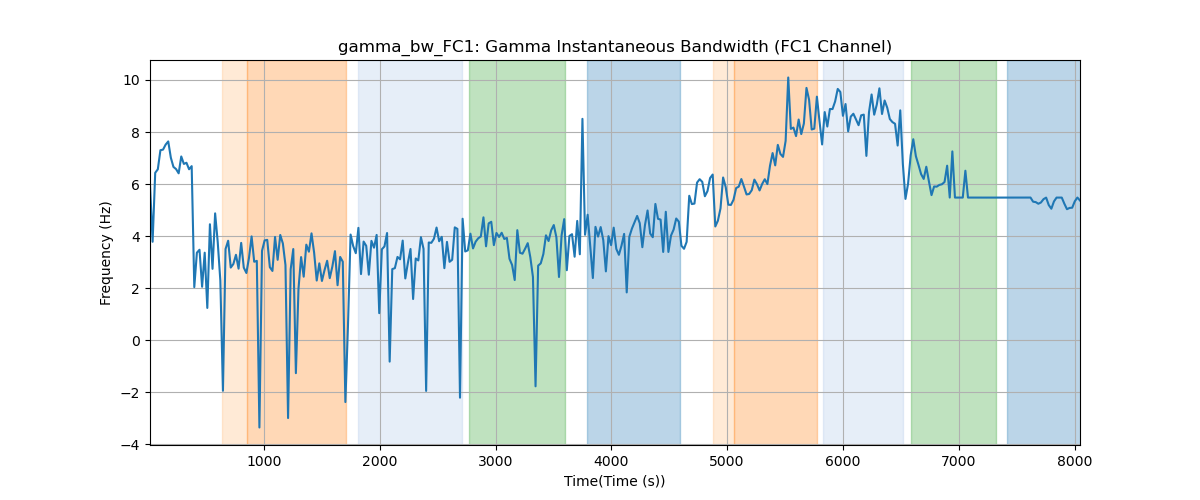 gamma_bw_FC1: Gamma Instantaneous Bandwidth (FC1 Channel)
Frequency (Hz)
10
8
6
4
2
0
−2
−4
1000 2000 3000 4000 5000 6000 7000 8000
Time(Time (s))